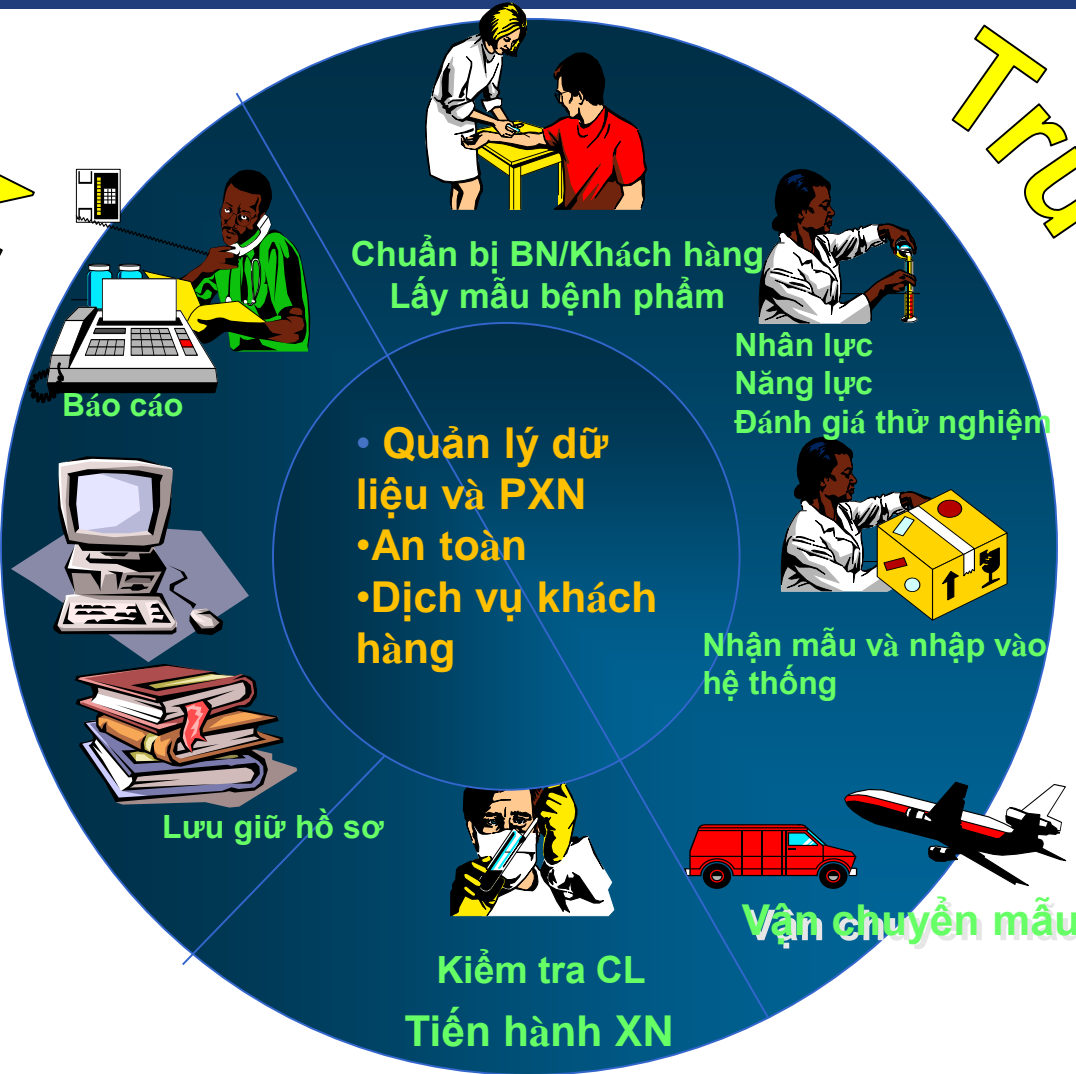 Tru
Chuẩn bị BN/Khách hàng
Lấy mẫu bệnh phẩm
Nhân lực
Năng lực
Đánh giá thử nghiệm
Báo cáo
• Quản lý dữ
liệu và PXN
•An toàn
•Dịch vụ khách
hàng
Nhận mẫu và nhập vào
hệ thống
Lưu giữ hồ sơ
Vận chuyển mẫu
Kiểm tra CL
Tiến hành XN